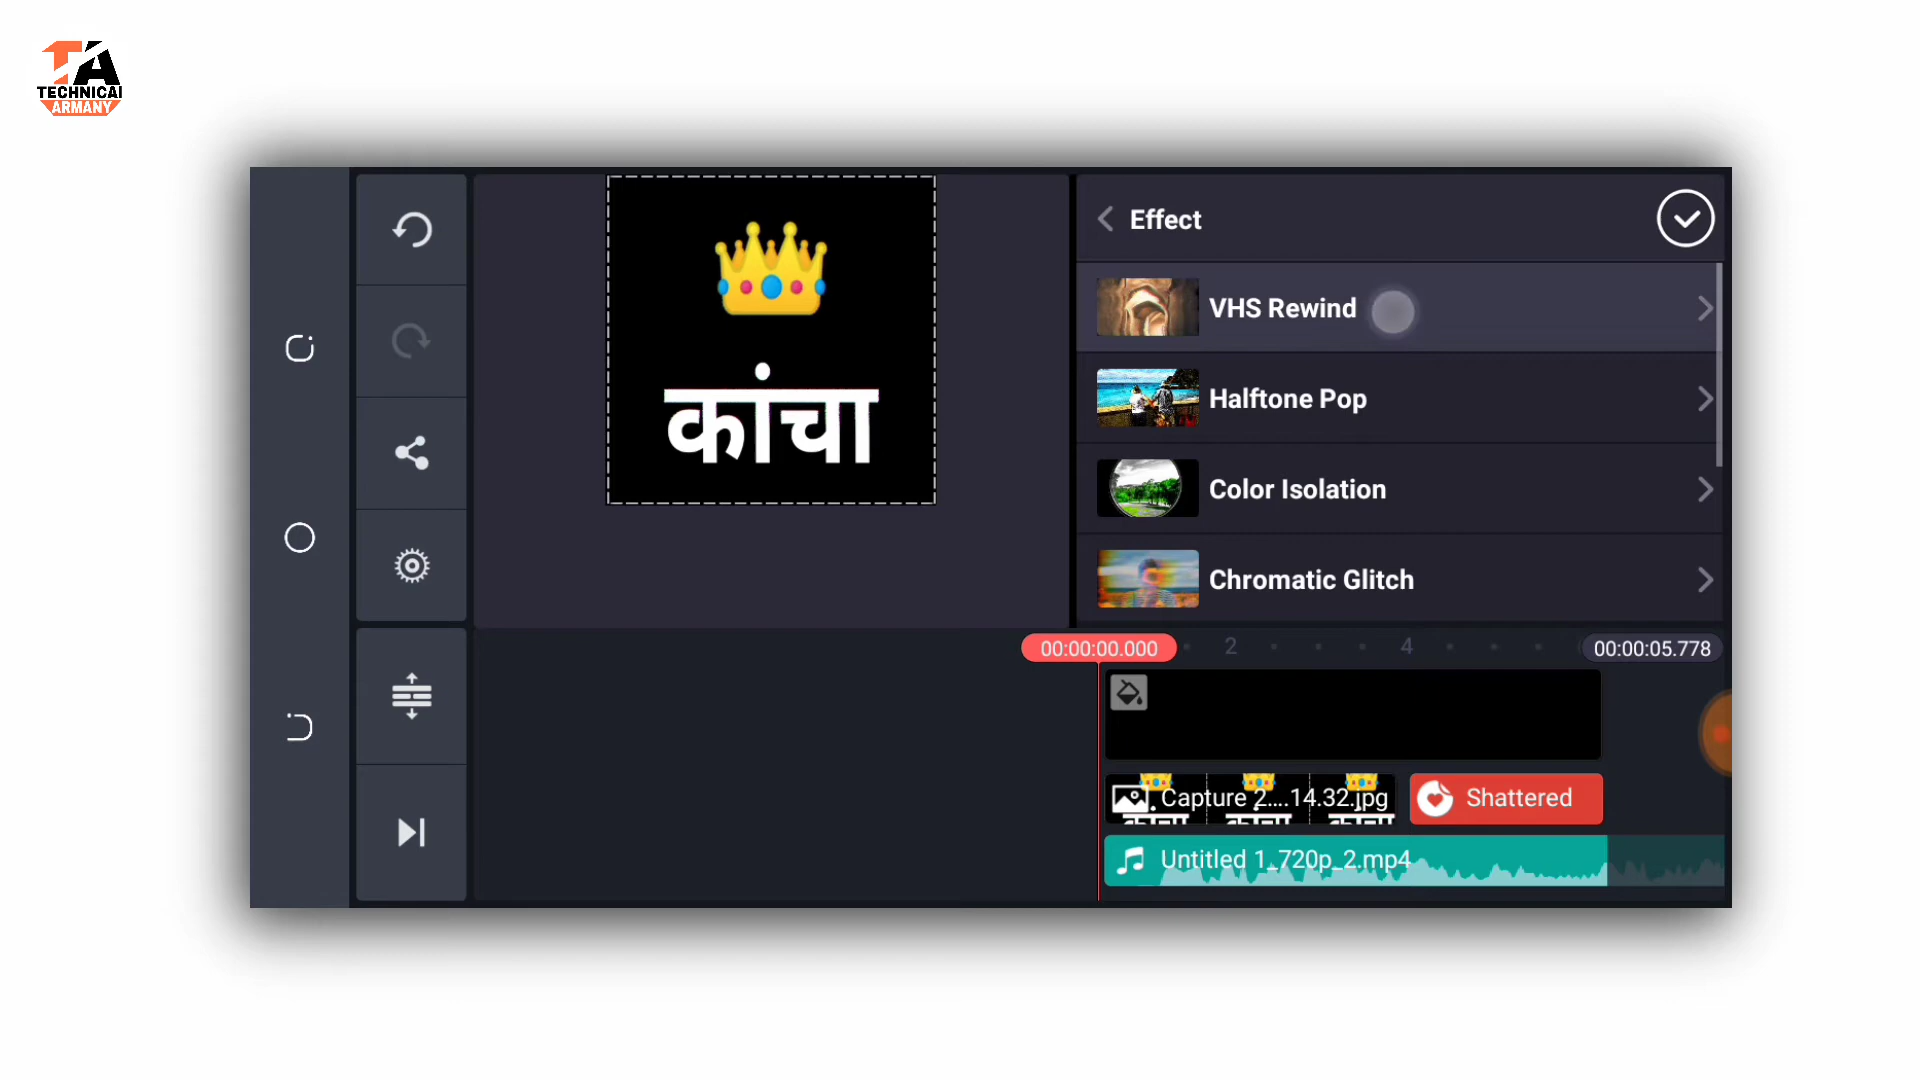 TA
TECHNICAl
ARMANY
Effect
VHS Rewind
कांचा
Halftone Pop
Color Isolation
Chromatic Glitch
00:00:00.000
2
4
00:00:05.778
Capture 2....14.32.jpg
Shattered
Untitled 1_720p_2.mp4